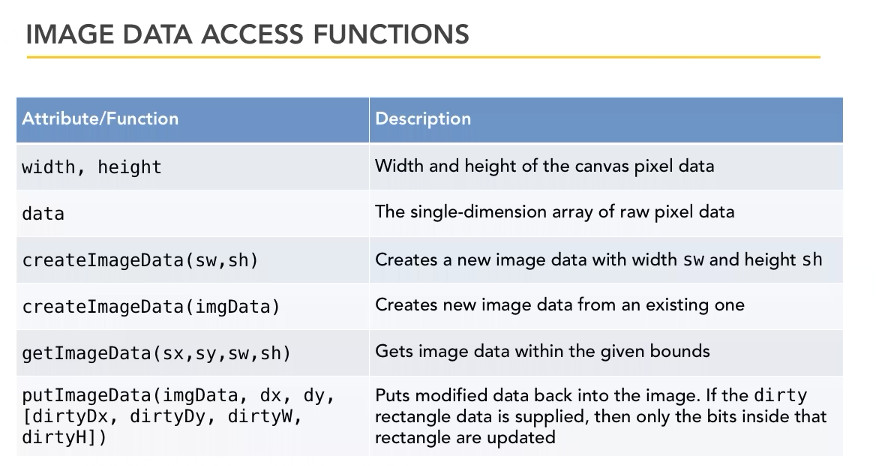 IMAGE DATA ACCESS FUNCTIONS
Attribute/Function Description
width, height Width and height of the canvas pixel data
data The single-dimension array of raw pixel data
createImageData(sw,sh) Creates a new image data with width sw and height sh
createImageData(imgData) Creates new image data from an existing one
getImageData(sx,sy,sw,sh) Gets image data within the given bounds
putImageData(imgData, dx, dy, Puts modified data back into the image. If the dirty
[dirtyDx, dirtyDy, dirtyW, rectangle data is supplied, then only the bits inside that
dirtyH]) rectangle are updated